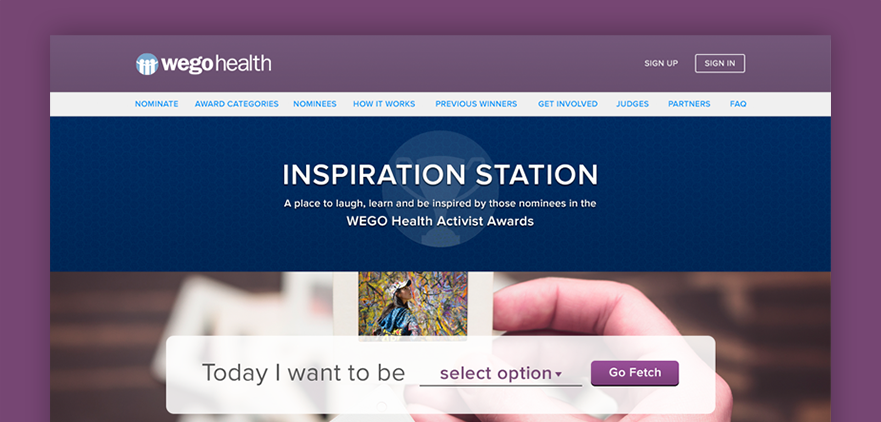 wegohealth
SIGN UP
SIGN IN
NOMINATE AWARD CATEGORIES NOMINEES HOW IT WORKS PREVIOUS WINNERS GET INVOLVED JUDGES PARTNERS FAQ
INSPIRATION STATION
A place to laugh, learn and be inspired by those nominees in the
WEGO Health Activist Awards
Today I want to be select option Go Fetch